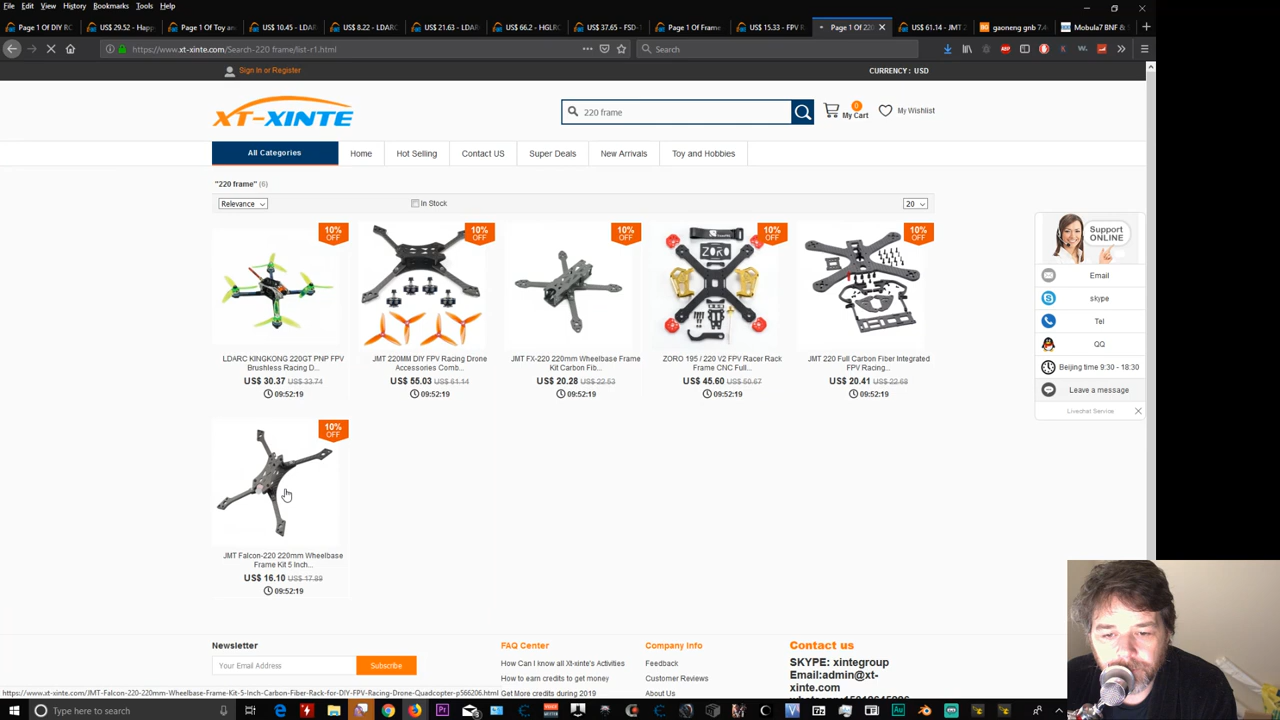 File Edit View History Bookmarks Tools Help
Page 1 Of DIY RC
US$ 29.52 - Happ
Page 1 Of Toy and
US$ 10.45 - LDARC
US$ 8.22 - LDARC
US$ 21.63 - LDARC
US$ 66.2 - HGLRC
US$ 37.65 - FSD-1
Page 1 Of Frame
US$ 15.33 - FPV R
Page 1 Of 220
US$ 61.14 - JMT 2
gaoneng gnb 7.4
Mobula7 BNF & B
https://www.xt-xinte.com/Search-220 frame/list-r1.html
Search
Sign In or Register
CURRENCY : USD
XT-XINTE
220 frame
0
My Cart
My Wishlist
All Categories
Home
Hot Selling
Contact US
Super Deals
New Arrivals
Toy and Hobbies
"220 frame" (6)
Relevance
In Stock
20
10% OFF
10% OFF
10% OFF
10% OFF
10% OFF
ZORO
LDARC KINGKONG 220GT PNP FPV
Brushless Racing D...
US$ 30.37 US$ 33.74
09:52:19
JMT 220MM DIY FPV Racing Drone
Accessories Comb...
US$ 55.03 US$ 61.14
09:52:19
JMT FX-220 220mm Wheelbase Frame
Kit Carbon Fib...
US$ 20.28 US$ 22.53
09:52:19
ZORO 195 / 220 V2 FPV Racer Rack
Frame CNC Full...
US$ 45.60 US$ 50.67
09:52:19
JMT 220 Full Carbon Fiber Integrated
FPV Racing...
US$ 20.41 US$ 22.68
09:52:19
10% OFF
JMT Falcon-220 220mm Wheelbase
Frame Kit 5 Inch...
US$ 16.10 US$ 17.89
09:52:19
Support
ONLINE
Email
skype
Tel
QQ
Beijing time 9:30 - 18:30
Leave a message
Livechat Service
Newsletter
Your Email Address
Subscribe
FAQ Center
How Can I know All Xt-xinte's Activities
How to earn credits to get money
Get More credits during 2019
Company Info
Feedback
Customer Reviews
About Us
Contact us
SKYPE: xintegroup
Email:admin@xt-
xinte.com
https://www.xt-xinte.com/JMT-Falcon-220-220mm-Wheelbase-Frame-Kit-5-Inch-Carbon-Fiber-Rack-for-DIY-FPV-Racing-Drone-Quadcopter-p566206.html
Type here to search